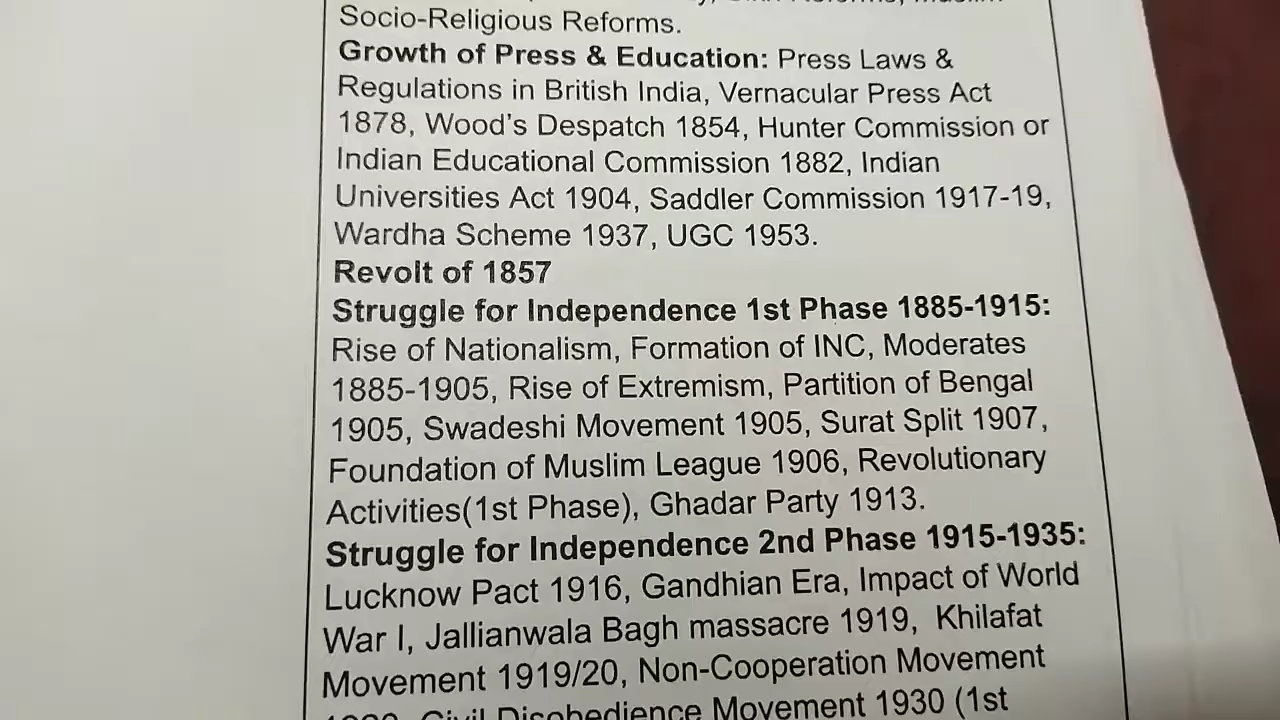 Socio-Religious Reforms.
Growth of Press & Education: Press Laws &
Regulations in British India, Vernacular Press Act
1878, Wood's Despatch 1854, Hunter Commission or
Indian Educational Commission 1882, Indian
Universities Act 1904, Saddler Commission 1917-19,
Wardha Scheme 1937, UGC 1953.
Revolt of 1857
Struggle for Independence 1st Phase 1885-1915:
Rise of Nationalism, Formation of INC, Moderates
1885-1905, Rise of Extremism, Partition of Bengal
1905, Swadeshi Movement 1905, Surat Split 1907,
Foundation of Muslim League 1906, Revolutionary
Activities(1st Phase), Ghadar Party 1913.
Struggle for Independence 2nd Phase 1915-1935:
Lucknow Pact 1916, Gandhian Era, Impact of World
War I, Jallianwala Bagh massacre 1919, Khilafat
Movement 1919/20, Non-Cooperation Movement
Civil Disobedience Movement 1930 (1st